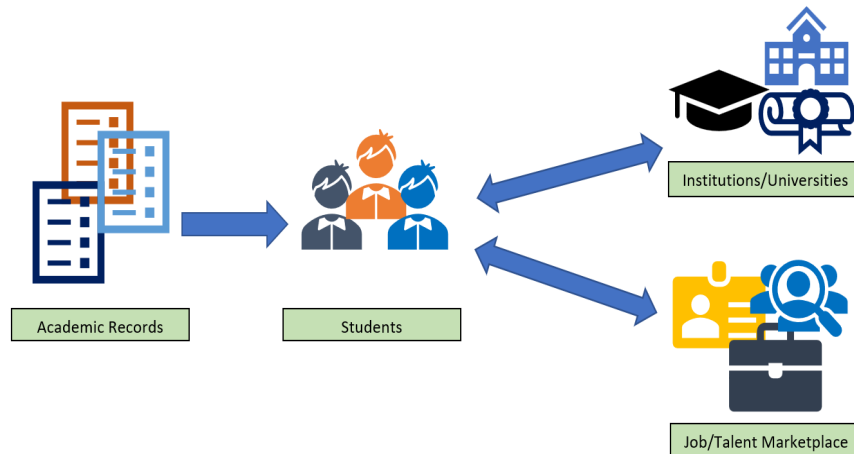 Institutions/Universities
Academic Records
Students
Job/Talent Marketplace